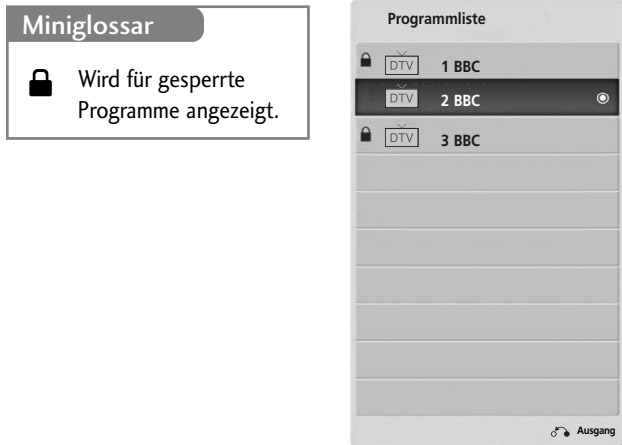 Miniglossar
Wird für gesperrte
Programme angezeigt.
Programmliste
DTV 1 BBC
DTV 2 BBC
DTV 3 BBC
Ausgang